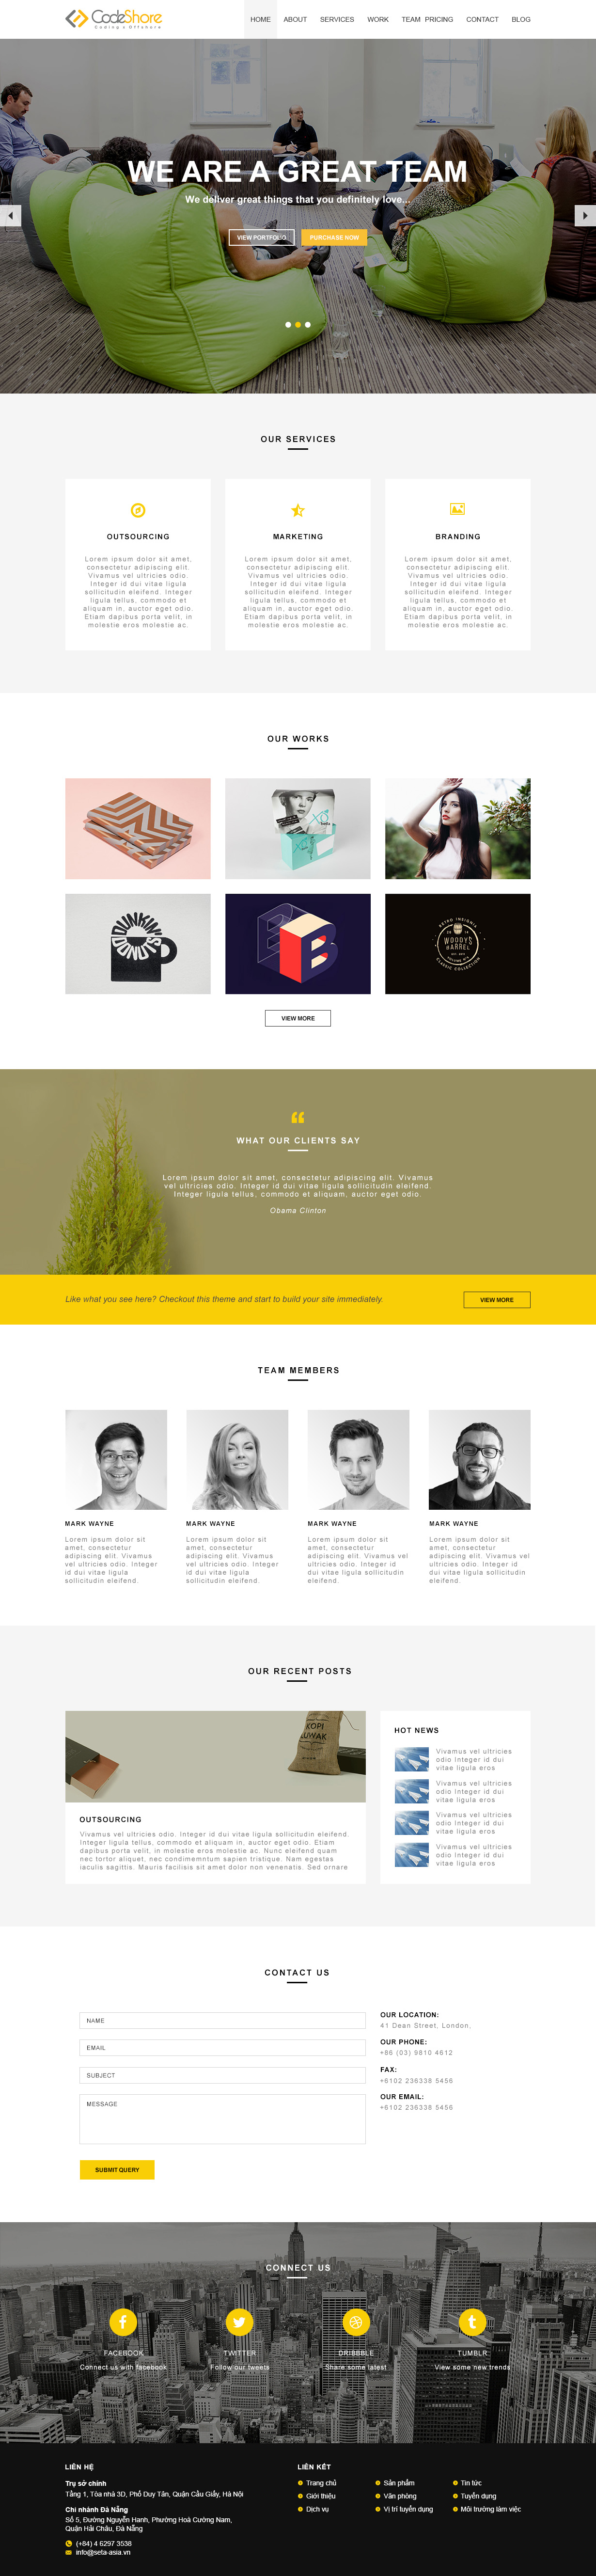 CodeShore
Coming 2 Offshore
HOME ABOUT SERVICES WORK TEAM PRICING CONTACT BLOG
WE ARE A GREAT TEAM
We deliver great things that you definitely love...
VIEW PORTFOLIO PURCHASE NOW
OUR SERVICES
OUTSOURCING
Lorem ipsum dolor sit amet,
consectetur adipiscing elit.
Vivamus vel ultricies odio.
Integer id dui vitae ligula
sollicitudin eleifend. Integer
ligula tellus, commodo et
aliquam in, auctor eget odio.
Etiam dapibus porta velit, in
molestie eros molestie ac.
MARKETING
Lorem ipsum dolor sit amet,
consectetur adipiscing elit.
Vivamus vel ultricies odio.
Integer id dui vitae ligula
sollicitudin eleifend. Integer
ligula tellus, commodo et
aliquam in, auctor eget odio.
Etiam dapibus porta velit, in
molestie eros molestie ac.
BRANDING
Lorem ipsum dolor sit amet,
consectetur adipiscing elit.
Vivamus vel ultricies odio.
Integer id dui vitae ligula
sollicitudin eleifend. Integer
ligula tellus, commodo et
aliquam in, auctor eget odio.
Etiam dapibus porta velit, in
molestie eros molestie ac.
OUR WORKS
XO
DUNKIN
DONUTS
B
RETRO INSIGNIA
WOODY'S
BARREL
CLASSIC COLLECTION
VIEW MORE
WHAT OUR CLIENTS SAY
Lorem ipsum dolor sit amet, consectetur adipiscing elit. Vivamus
vel ultricies odio. Integer id dui vitae ligula sollicitudin eleifend.
Integer ligula tellus, commodo et aliquam, auctor eget odio.
Obama Clinton
Like what you see here? Checkout this theme and start to build your site immediately.
VIEW MORE
TEAM MEMBERS
MARK WAYNE
Lorem ipsum dolor sit
amet, consectetur
adipiscing elit. Vivamus
vel ultricies odio. Integer
id dui vitae ligula
sollicitudin eleifend.
MARK WAYNE
Lorem ipsum dolor sit
amet, consectetur
adipiscing elit. Vivamus
vel ultricies odio. Integer
id dui vitae ligula
sollicitudin eleifend.
MARK WAYNE
Lorem ipsum dolor sit
amet, consectetur
adipiscing elit. Vivamus vel
ultricies odio. Integer id
dui vitae ligula sollicitudin
eleifend.
MARK WAYNE
Lorem ipsum dolor sit
amet, consectetur
adipiscing elit. Vivamus vel
ultricies odio. Integer id
dui vitae ligula sollicitudin
eleifend.
OUR RECENT POSTS
KOPI
LUWAK
OUTSOURCING
Vivamus vel ultricies odio. Integer id dui vitae ligula sollicitudin eleifend.
Integer ligula tellus, commodo et aliquam in, auctor eget odio. Etiam
dapibus porta velit, in molestie eros molestie ac. Nunc eleifend quam
nec tortor aliquet, nec condimemntum sapien tristique. Nam egestas
iaculis sagittis. Mauris facilisis sit amet dolor non venenatis. Sed ornare
HOT NEWS
Vivamus vel ultricies
odio Integer id dui
vitae ligula eros
Vivamus vel ultricies
odio Integer id dui
vitae ligula eros
Vivamus vel ultricies
odio Integer id dui
vitae ligula eros
Vivamus vel ultricies
odio Integer id dui
vitae ligula eros
CONTACT US
NAME
EMAIL
SUBJECT
MESSAGE
SUBMIT QUERY
OUR LOCATION:
41 Dean Street, London,
OUR PHONE:
+86 (03) 9810 4612
FAX:
+6102 236338 5456
OUR EMAIL:
+6102 236338 5456
CONNECT US
FACEBOOK
Connect us with facebook
TWITTER
Follow our tweets
DRIBBBLE
Share some latest
TUMBLR
View some new trends
LIÊN HỆ
Trụ sở chính
Tầng 1, Tòa nhà 3D, Phố Duy Tân, Quận Cầu Giấy, Hà Nội
Chi nhánh Đà Nẵng
Số 5, Đường Nguyễn Hanh, Phường Hoà Cường Nam,
Quận Hải Châu, Đà Nẵng
(+84) 4 6297 3538
info@seta-asia.vn
LIÊN KẾT
Trang chủ
Giới thiệu
Dịch vụ
Sản phẩm
Văn phòng
Vị trí tuyển dụng
Tin tức
Tuyển dụng
Môi trường làm việc